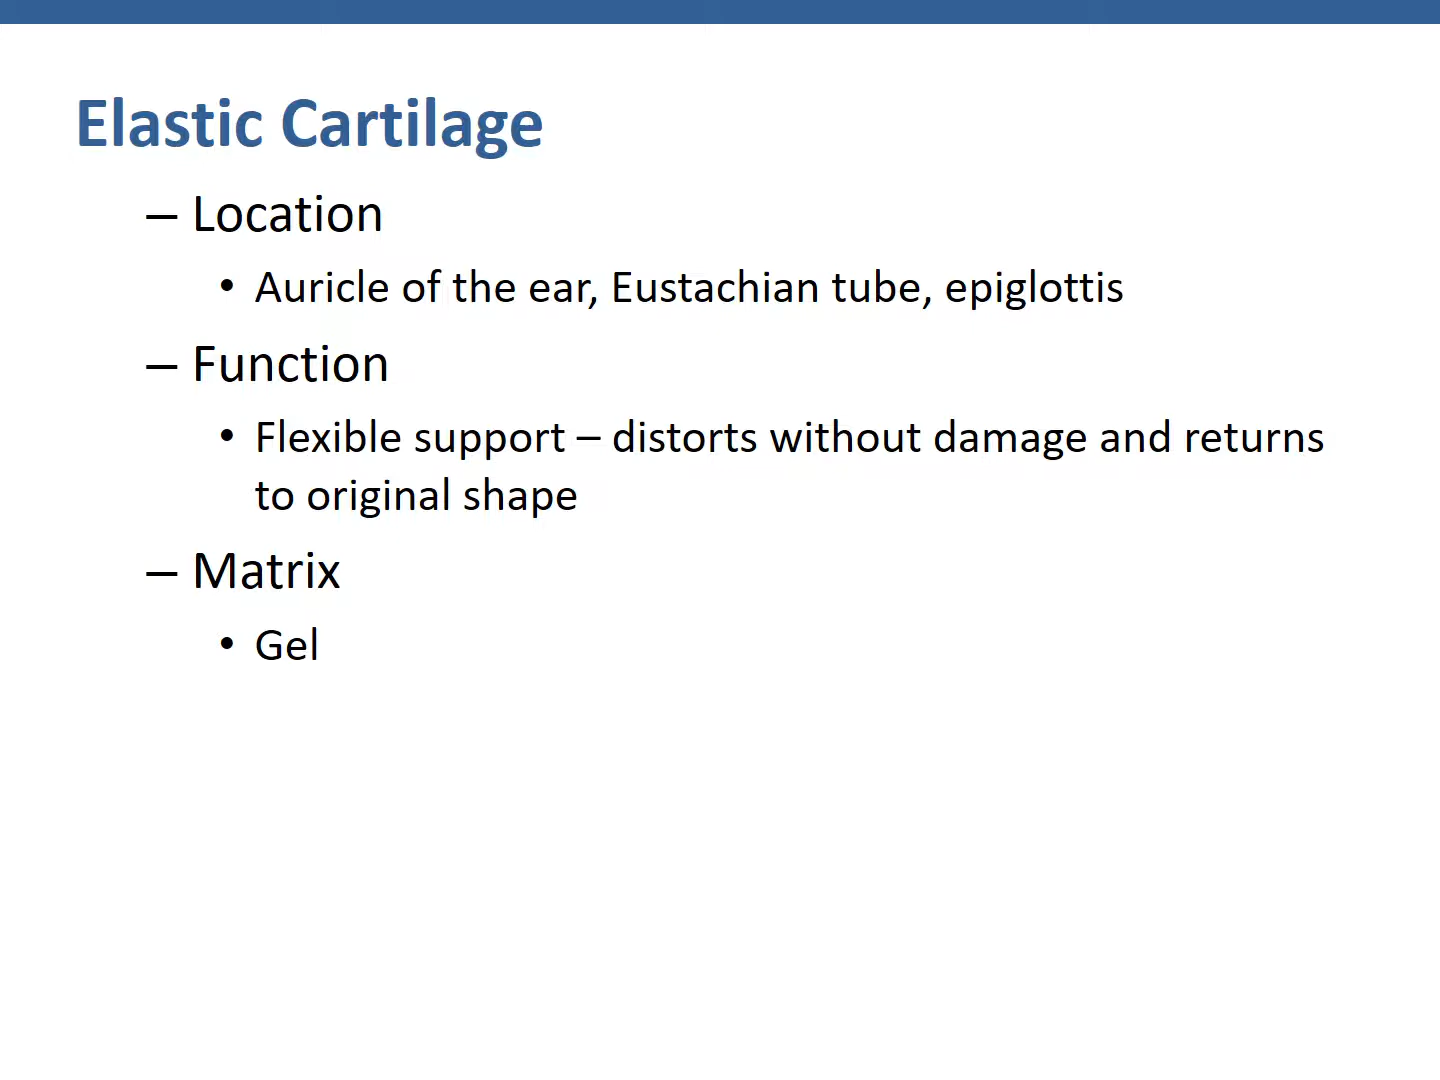 Elastic Cartilage
– Location
• Auricle of the ear, Eustachian tube, epiglottis
– Function
• Flexible support – distorts without damage and returns
to original shape
– Matrix
• Gel